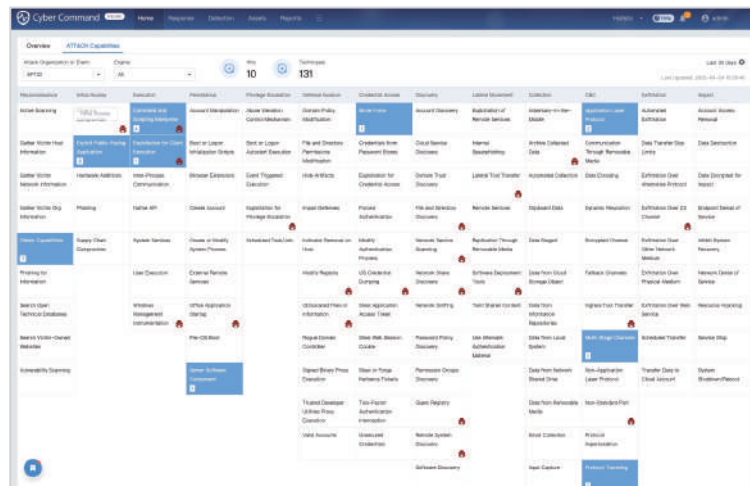 Cyber Command
Home Response Detection Assets Reports
admin
Overview ATT&CK Capabilities
Attack Organization or Event
APT32
Engine
All
Hits
10
Techniques
131
Last 30 days
Reconnaissance Initial Access Execution Persistence Privilege Escalation Defense Evasion Credential Access Discovery Lateral Movement Collection C&C Exfiltration Impact
Active Scanning
Command and Scripting Interpreter
Account Manipulation
Abuse Elevation Control Mechanism
Domain Policy Modification
Brute Force
Account Discovery
Exploitation of Remote Services
Adversary-in-the-Middle
Application Layer Protocol
Automated Exfiltration
Account Access Removal
Gather Victim Host Information
Exploit Public-Facing Application
Exploitation for Client Execution
Boot or Logon Initialization Scripts
Boot or Logon Autostart Execution
File and Directory Permissions Modification
Credentials from Password Stores
Cloud Service Discovery
Internal Spearphishing
Archive Collected Data
Communication Through Removable Media
Data Transfer Size Limits
Data Destruction
Gather Victim Network Information
Hardware Additions
Inter-Process Communication
Browser Extensions
Event Triggered Execution
Hide Artifacts
Exploitation for Credential Access
Domain Trust Discovery
Lateral Tool Transfer
Automated Collection
Data Encoding
Exfiltration Over Alternative Protocol
Data Encrypted for Impact
Gather Victim Org Information
Phishing
Native API
Create Account
Exploitation for Privilege Escalation
Impair Defenses
Forced Authentication
File and Directory Discovery
Remote Services
Clipboard Data
Dynamic Resolution
Exfiltration Over C2 Channel
Endpoint Denial of Service
Obtain Capabilities
Supply Chain Compromise
System Services
Create or Modify System Process
Scheduled Task/Job
Indicator Removal on Host
Modify Authentication Process
Network Service Scanning
Replication Through Removable Media
Data Staged
Encrypted Channel
Exfiltration Over Other Network Medium
Inhibit System Recovery
Phishing for Information
User Execution
External Remote Services
Modify Registry
OS Credential Dumping
Network Share Discovery
Software Deployment Tools
Data from Cloud Storage Object
Fallback Channels
Exfiltration Over Physical Medium
Network Denial of Service
Search Open Technical Databases
Windows Management Instrumentation
Office Application Startup
Obfuscated Files or Information
Steal Application Access Token
Network Sniffing
Taint Shared Content
Data from Information Repositories
Ingress Tool Transfer
Exfiltration Over Web Service
Resource Hijacking
Search Victim-Owned Websites
Pre-OS Boot
Rogue Domain Controller
Steal Web Session Cookie
Password Policy Discovery
Use Alternate Authentication Material
Data from Local System
Multi-Stage Channels
Scheduled Transfer
Service Stop
Vulnerability Scanning
Server Software Component
Signed Binary Proxy Execution
Steal or Forge Kerberos Tickets
Permission Groups Discovery
Data from Network Shared Drive
Non-Application Layer Protocol
Transfer Data to Cloud Account
System Shutdown/Reboot
Trusted Developer Utilities Proxy Execution
Two-Factor Authentication Interception
Query Registry
Data from Removable Media
Non-Standard Port
Valid Accounts
Unsecured Credentials
Remote System Discovery
Email Collection
Protocol Impersonation
Software Discovery
Input Capture
Protocol Tunneling